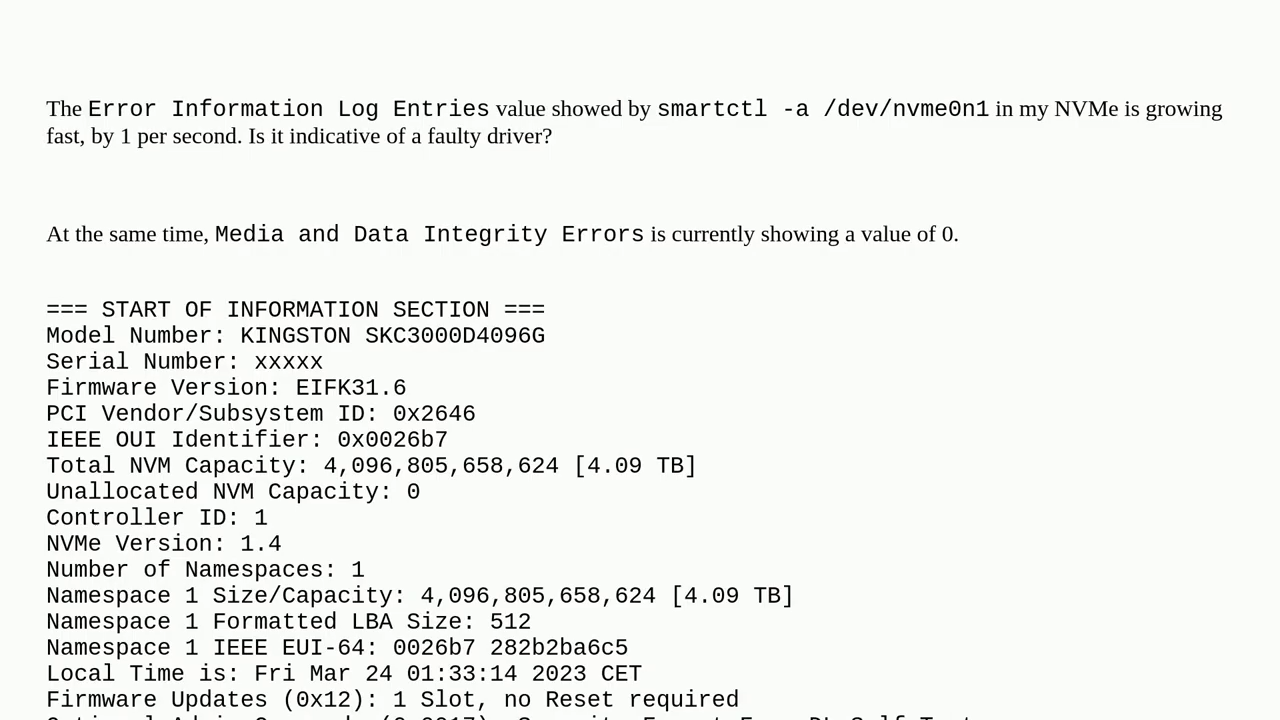 The Error Information Log Entries value showed by smartctl -a /dev/nvme0n1 in my NVMe is growing
fast, by 1 per second. Is it indicative of a faulty driver?
At the same time, Media and Data Integrity Errors is currently showing a value of 0.
=== START OF INFORMATION SECTION ===
Model Number: KINGSTON SKC3000D4096G
Serial Number: xxxxx
Firmware Version: EIFK31.6
PCI Vendor/Subsystem ID: 0x2646
IEEE OUI Identifier: 0x0026b7
Total NVM Capacity: 4,096,805,658,624 [4.09 TB]
Unallocated NVM Capacity: 0
Controller ID: 1
NVMe Version: 1.4
Number of Namespaces: 1
Namespace 1 Size/Capacity: 4,096,805,658,624 [4.09 TB]
Namespace 1 Formatted LBA Size: 512
Namespace 1 IEEE EUI-64: 0026b7 282b2ba6c5
Local Time is: Fri Mar 24 01:33:14 2023 CET
Firmware Updates (0x12): 1 Slot, no Reset required